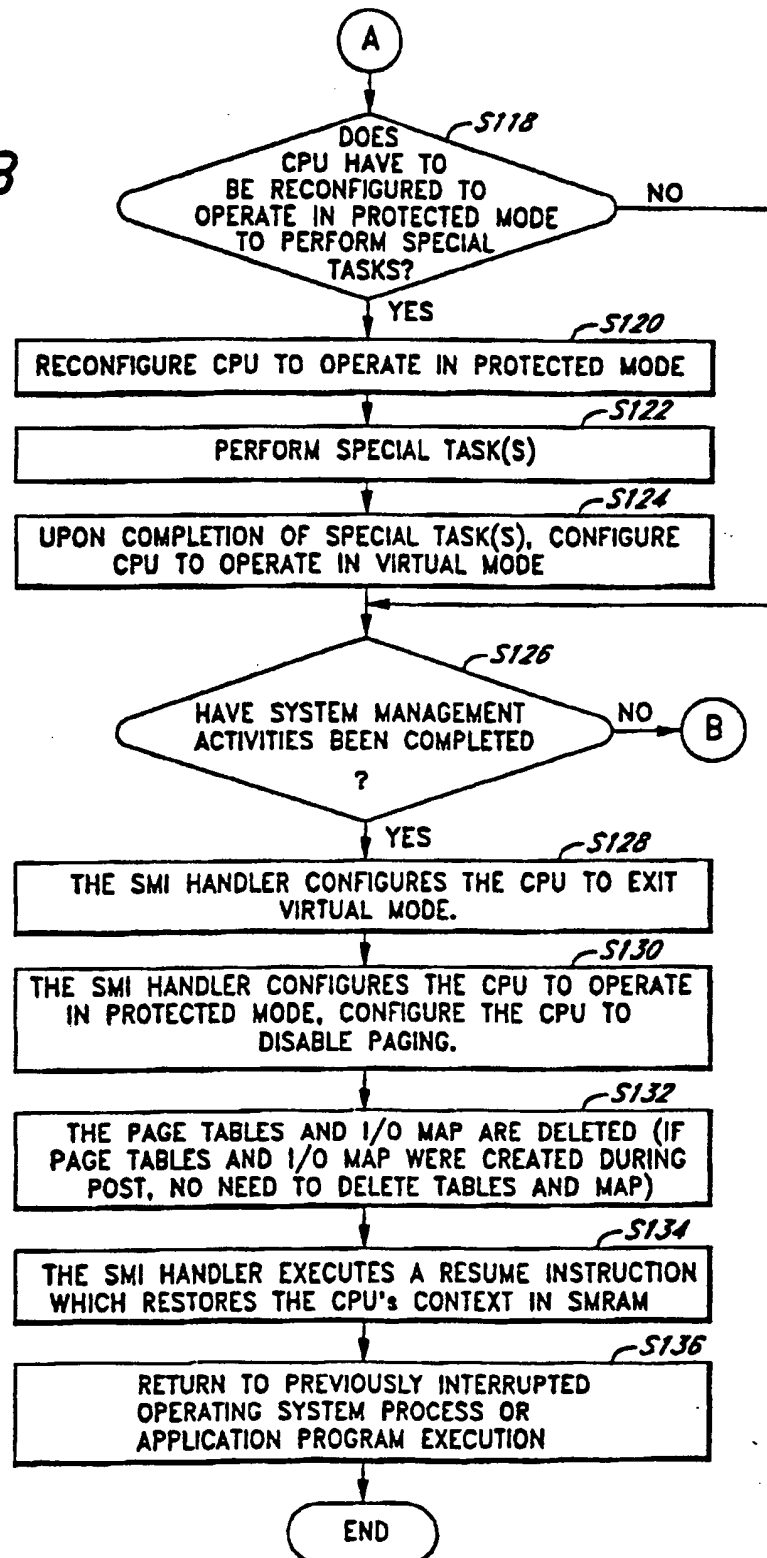 A
S118
DOES
CPU HAVE TO
BE RECONFIGURED TO
OPERATE IN PROTECTED MODE
TO PERFORM SPECIAL
TASKS?
NO
B
YES
S120
RECONFIGURE CPU TO OPERATE IN PROTECTED MODE
S122
PERFORM SPECIAL TASK(S)
S124
UPON COMPLETION OF SPECIAL TASK(S), CONFIGURE
CPU TO OPERATE IN VIRTUAL MODE
S126
HAVE SYSTEM MANAGEMENT
ACTIVITIES BEEN COMPLETED
?
NO
B
YES
S128
THE SMI HANDLER CONFIGURES THE CPU TO EXIT
VIRTUAL MODE.
S130
THE SMI HANDLER CONFIGURES THE CPU TO OPERATE
IN PROTECTED MODE, CONFIGURE THE CPU TO
DISABLE PAGING.
S132
THE PAGE TABLES AND I/O MAP ARE DELETED (IF
PAGE TABLES AND I/O MAP WERE CREATED DURING
POST, NO NEED TO DELETE TABLES AND MAP)
S134
THE SMI HANDLER EXECUTES A RESUME INSTRUCTION
WHICH RESTORES THE CPU's CONTEXT IN SMRAM
S136
RETURN TO PREVIOUSLY INTERRUPTED
OPERATING SYSTEM PROCESS OR
APPLICATION PROGRAM EXECUTION
END